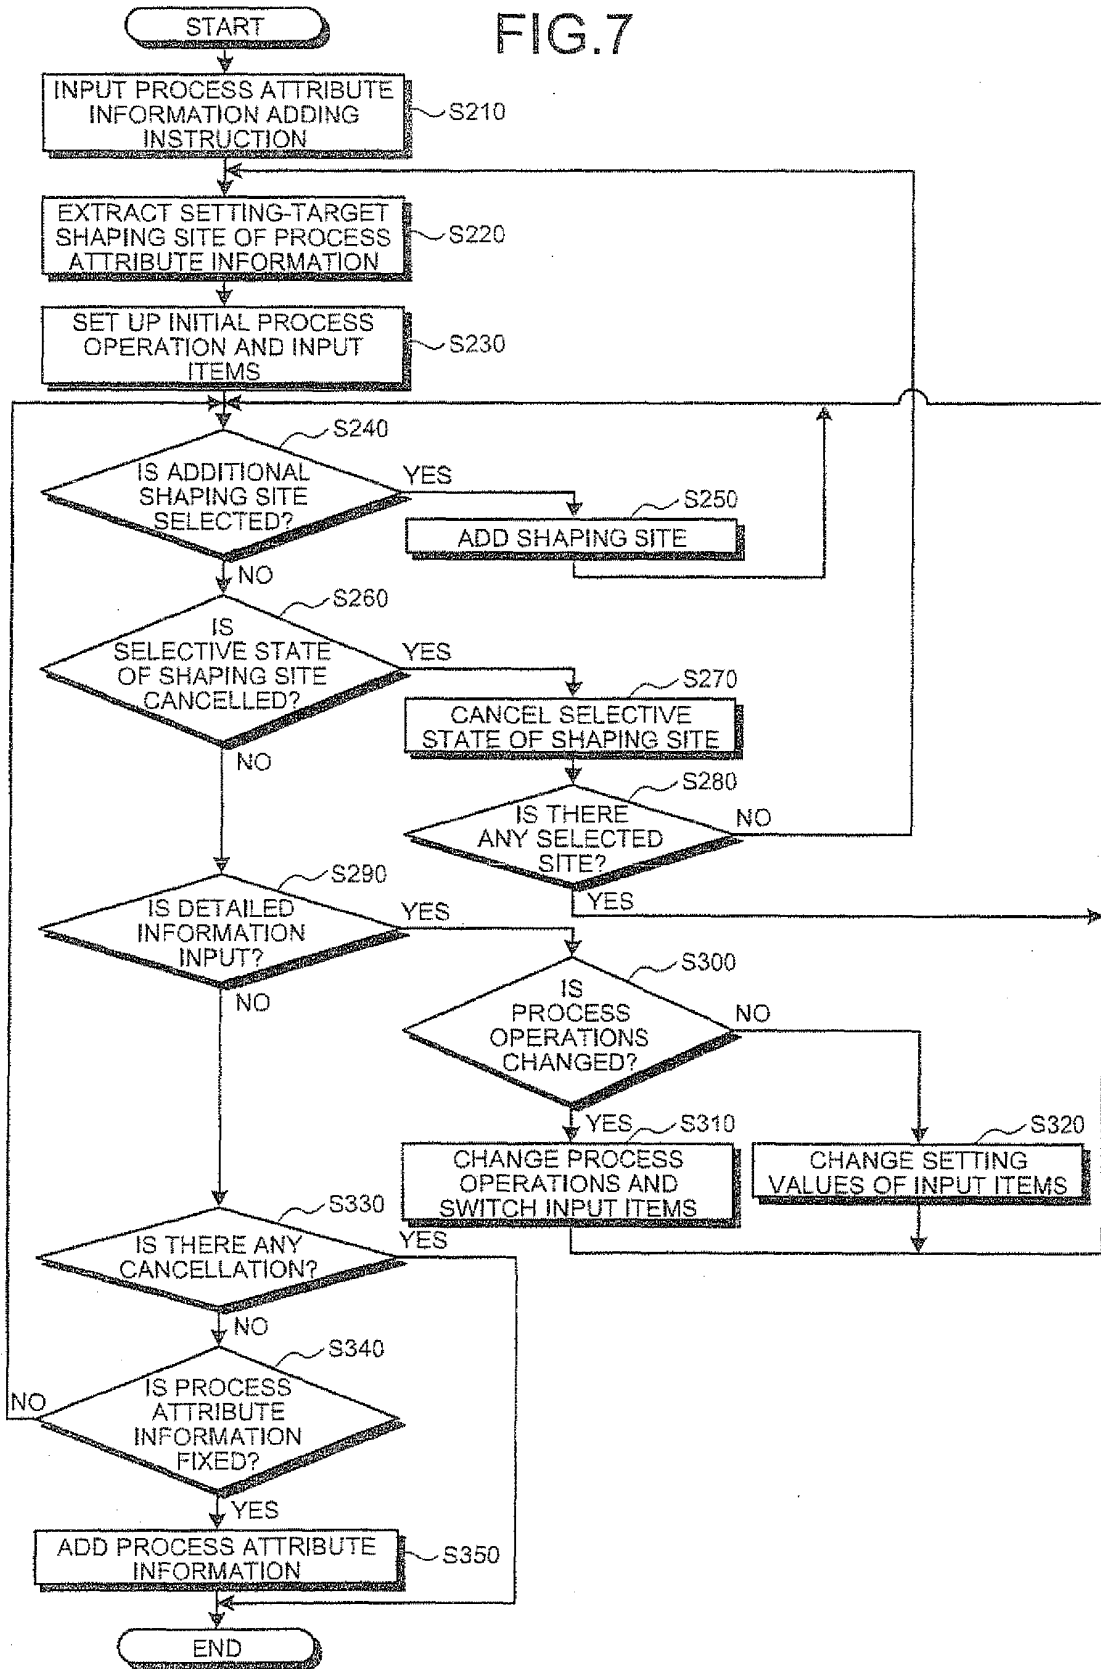 FIG.7
START
INPUT PROCESS ATTRIBUTE
INFORMATION ADDING
INSTRUCTION
S210
EXTRACT SETTING-TARGET
SHAPING SITE OF PROCESS
ATTRIBUTE INFORMATION
S220
SET UP INITIAL PROCESS
OPERATION AND INPUT
ITEMS
S230
S240
IS ADDITIONAL
SHAPING SITE
SELECTED?
YES
NO
S250
ADD SHAPING SITE
S260
IS
SELECTIVE STATE
OF SHAPING SITE
CANCELLED?
YES
NO
S270
CANCEL SELECTIVE
STATE OF SHAPING SITE
S280
IS THERE
ANY SELECTED
SITE?
NO
YES
S290
IS DETAILED
INFORMATION
INPUT?
YES
NO
S300
IS
PROCESS
OPERATIONS
CHANGED?
NO
YES
S310
CHANGE PROCESS
OPERATIONS AND
SWITCH INPUT ITEMS
S320
CHANGE SETTING
VALUES OF INPUT ITEMS
S330
IS THERE ANY
CANCELLATION?
YES
NO
S340
IS PROCESS
ATTRIBUTE
INFORMATION
FIXED?
NO
YES
ADD PROCESS ATTRIBUTE
INFORMATION
S350
END